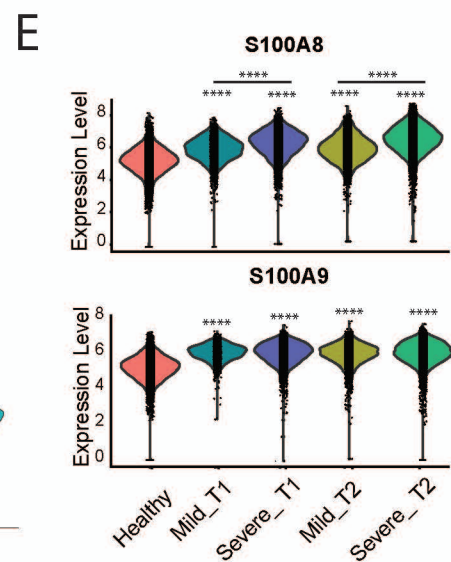 E
S100A8
**** ****
**** **** **** ****
Expression Level
8
6
4
2
0
S100A9
**** **** **** ****
Expression Level
8
6
4
2
0
Healthy
Mild_T1
Severe_T1
Mild_T2
Severe_T2